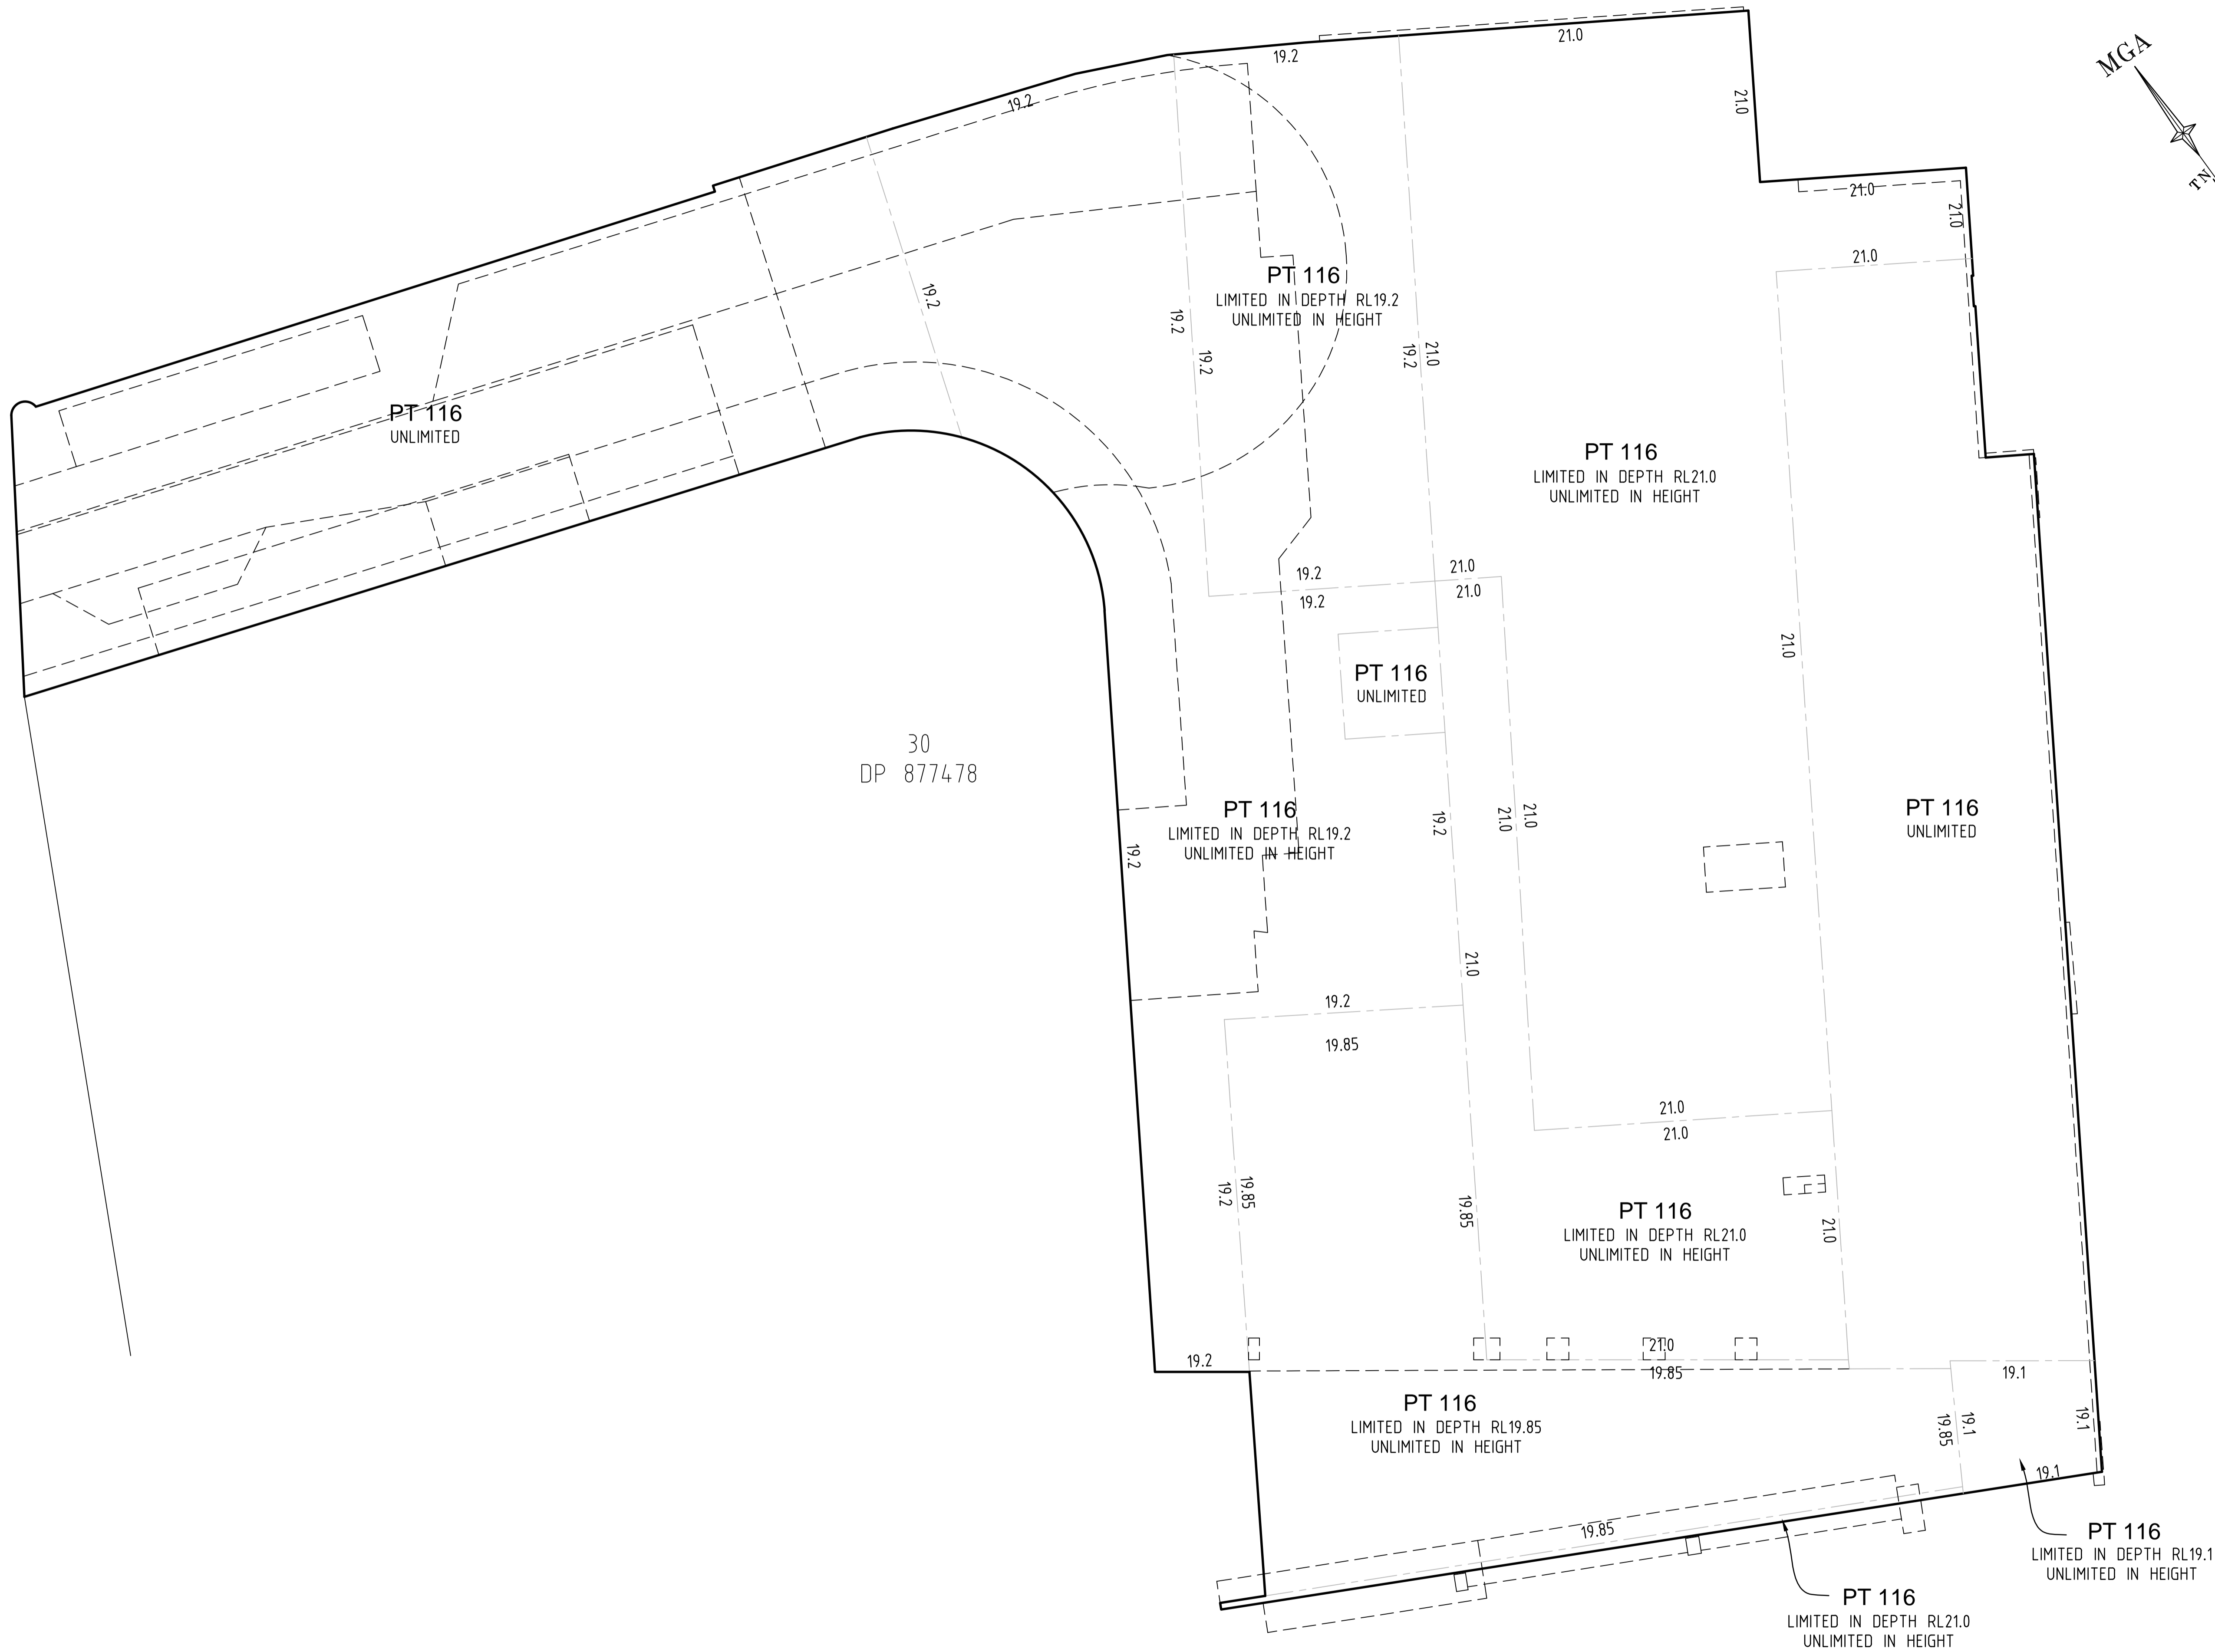 21.0
19.2
MGA
19.2
21.0
TN
21.0
21.0
21.0
PT 116
LIMITED IN DEPTH RL19.2
UNLIMITED IN HEIGHT
19.2
19.2
19.2
19.2
21.0
PT 116
UNLIMITED
PT 116
LIMITED IN DEPTH RL21.0
UNLIMITED IN HEIGHT
19.2
21.0
19.2
21.0
21.0
PT 116
UNLIMITED
30
DP 877478
PT 116
LIMITED IN DEPTH RL19.2
UNLIMITED IN HEIGHT
19.2
19.2
21.0
21.0
PT 116
UNLIMITED
21.0
19.2
19.85
21.0
21.0
19.2
19.85
19.85
PT 116
LIMITED IN DEPTH RL21.0
UNLIMITED IN HEIGHT
21.0
19.2
21.0
19.85
19.1
PT 116
LIMITED IN DEPTH RL19.85
UNLIMITED IN HEIGHT
19.85
19.1
19.1
19.1
19.85
PT 116
LIMITED IN DEPTH RL19.1
UNLIMITED IN HEIGHT
PT 116
LIMITED IN DEPTH RL21.0
UNLIMITED IN HEIGHT